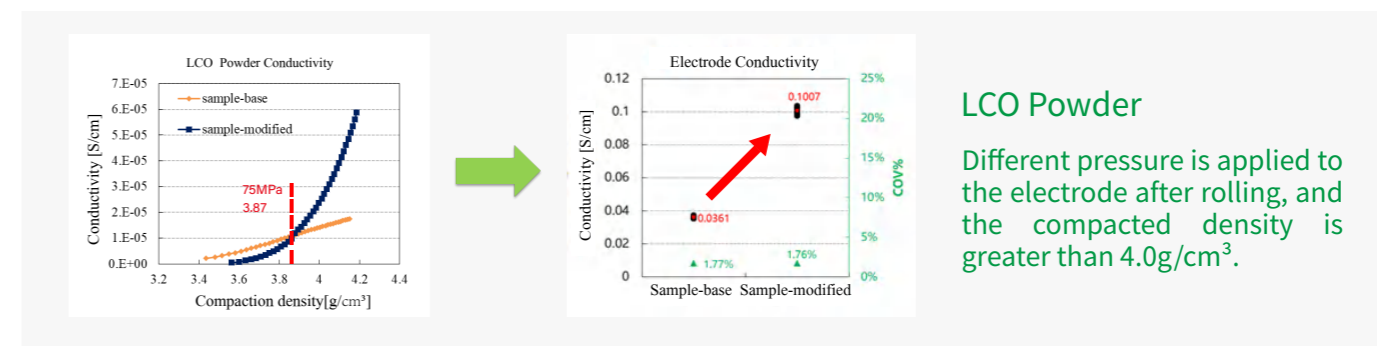 LCO Powder Conductivity
7.E-05
6.E-05
5.E-05
4.E-05
3.E-05
2.E-05
1.E-05
0.E+00
Conductivity [S/cm]
sample-base
sample-modified
75MPa
3.87
3.2 3.4 3.6 3.8 4 4.2 4.4
Compaction density[g/cm³]
Electrode Conductivity
0.12
0.1
0.08
0.06
0.04
0.02
0
Conductivity [S/cm]
0.1007
0.0361
1.77%
1.76%
25%
20%
15%
10%
5%
0%
COV%
Sample-base Sample-modified
LCO Powder
Different pressure is applied to
the electrode after rolling, and
the compacted density is
greater than 4.0g/cm³.